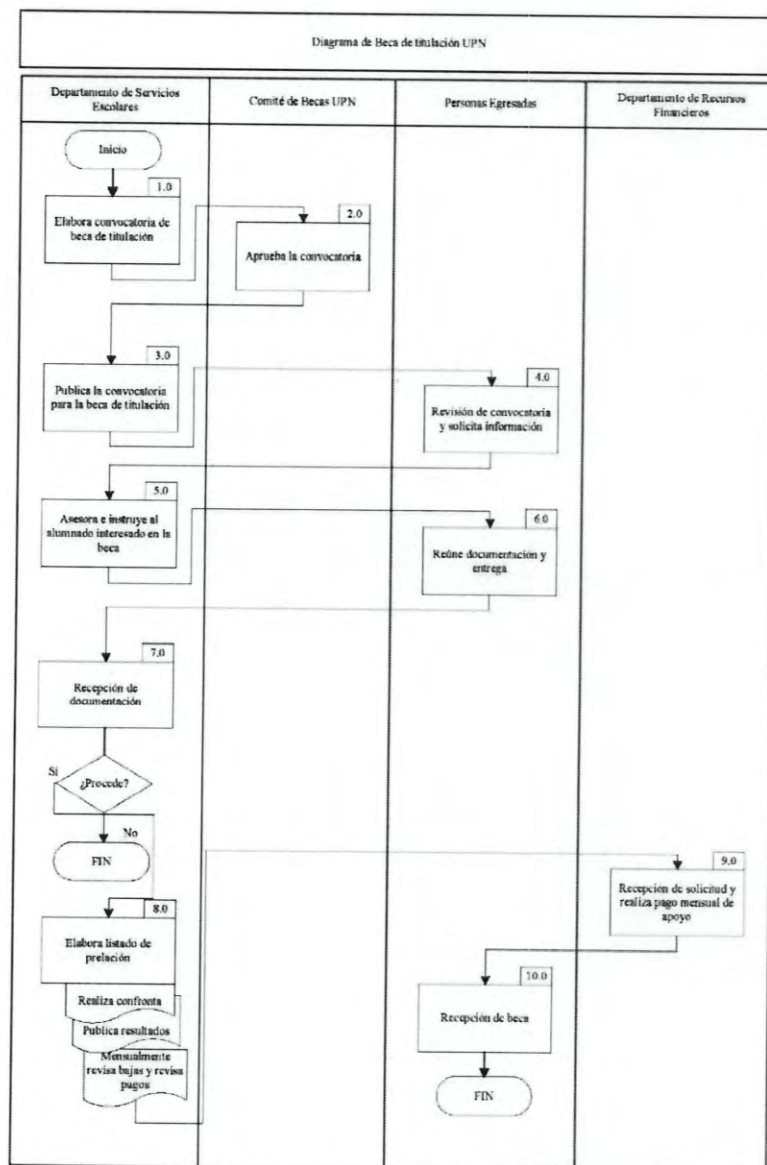 Diagrama de Beca de titulación UPN
Departamento de Servicios
Escolares
Comité de Becas UPN
Personas Egresadas
Departamento de Recursos
Financieros
Inicio
1.0
Elabora convocatoria de
beca de titulación
2.0
Aprueba la convocatoria
3.0
Publica la convocatoria
para la beca de titulación
4.0
Revisión de convocatoria
y solicita información
5.0
Asesora e instruye al
alumnado interesado en la
beca
6.0
Reúne documentación y
entrega
7.0
Recepción de
documentación
Si
¿Procede?
No
FIN
8.0
Elabora listado de
prelación
Realiza confronta
Publica resultados
Mensualmente
revisa bajas y revisa
pagos
9.0
Recepción de solicitud y
realiza pago mensual de
apoyo
10.0
Recepción de beca
FIN